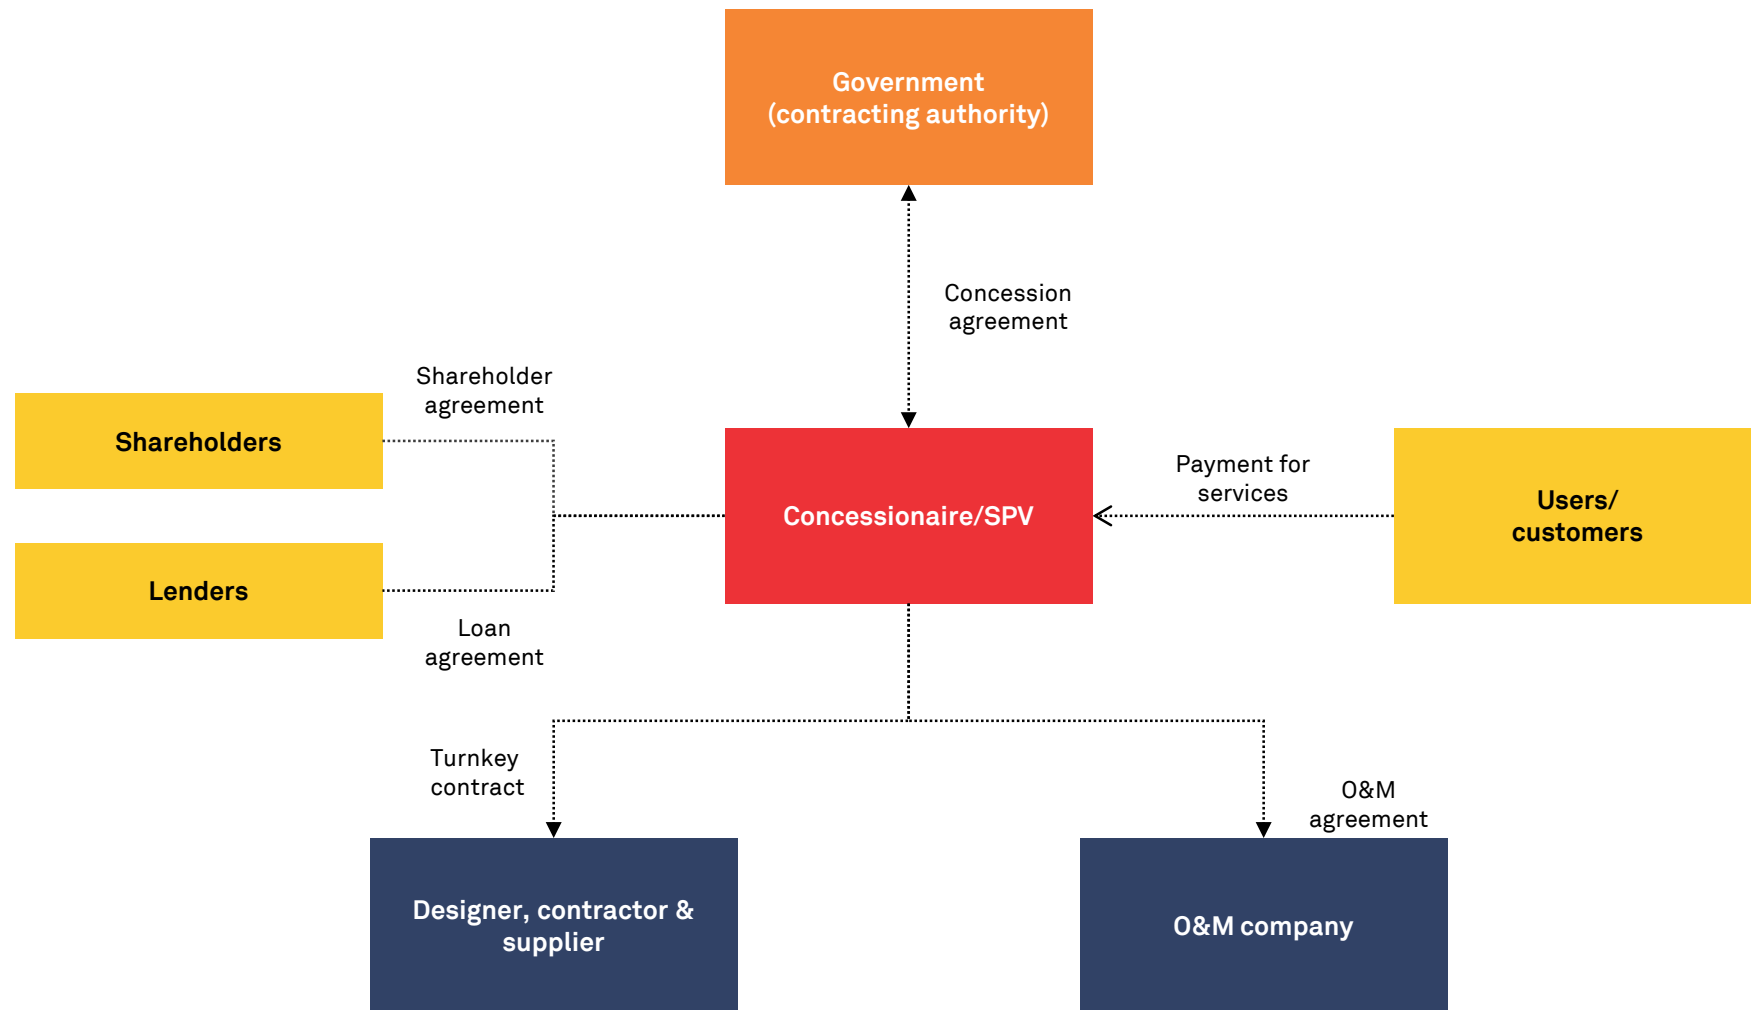 Government
(contracting authority)
Concession
agreement
Shareholder
agreement
Shareholders
Lenders
Loan
agreement
Concessionaire/SPV
Payment for
services
Users/
customers
Turnkey
contract
O&M
agreement
Designer, contractor &
supplier
O&M company